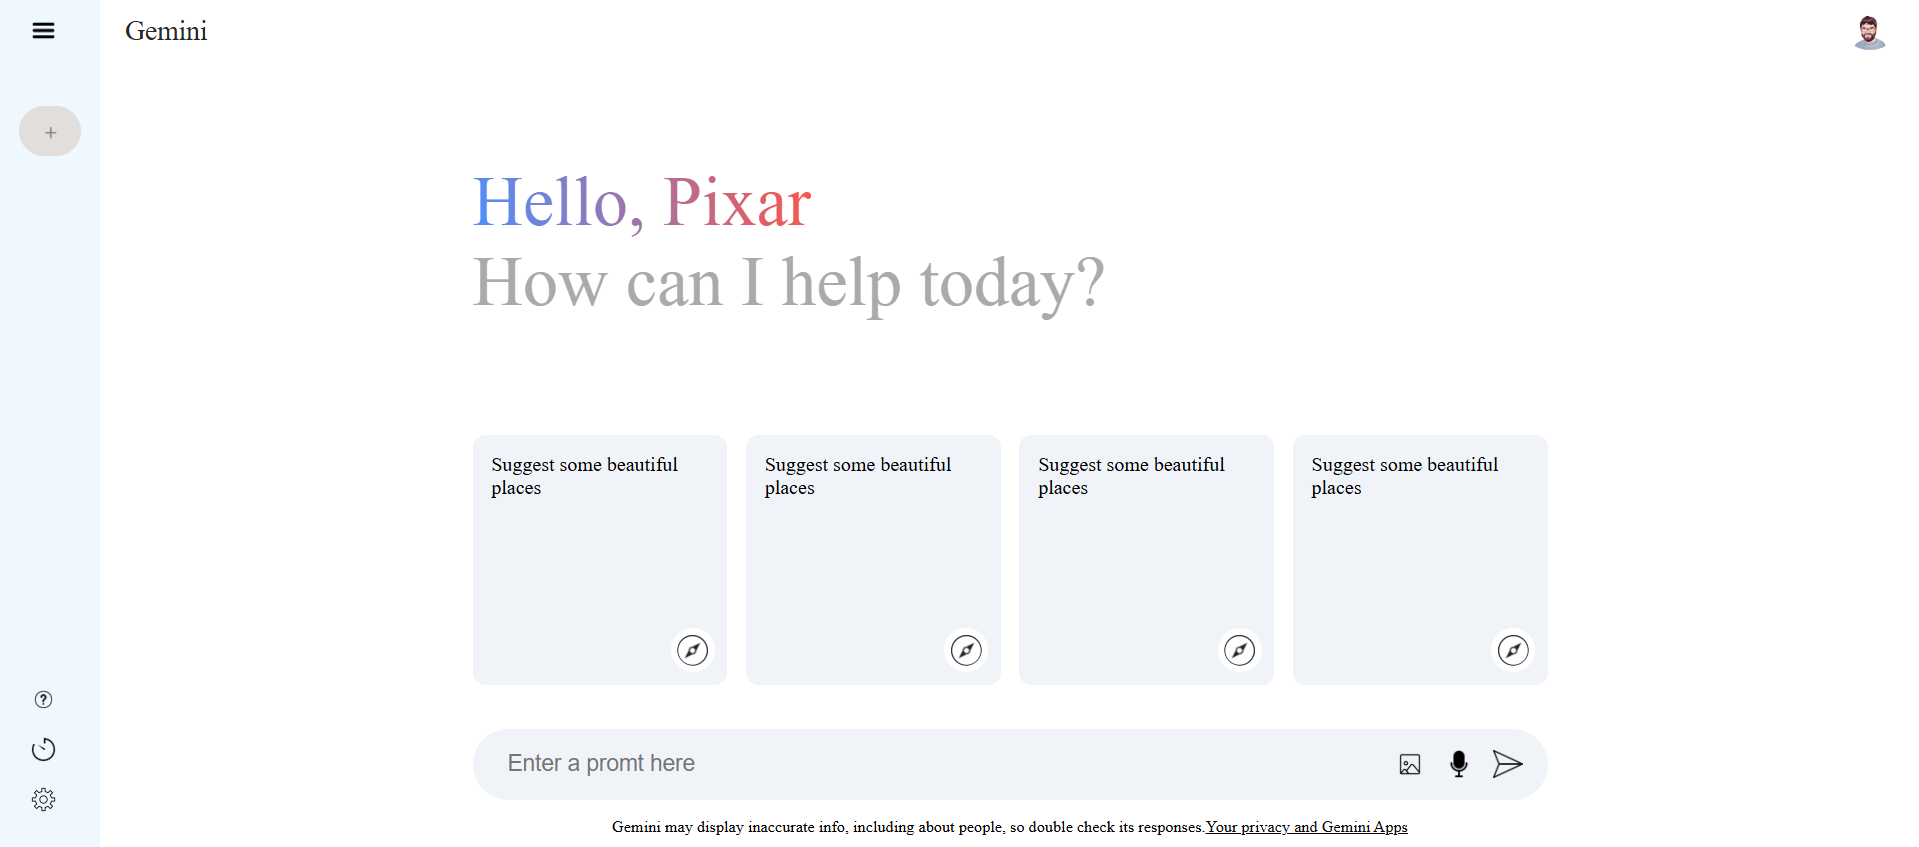 Gemini
+
Hello, Pixar
How can I help today?
Suggest some beautiful
places
Suggest some beautiful
places
Suggest some beautiful
places
Suggest some beautiful
places
Enter a promt here
Gemini may display inaccurate info, including about people, so double check its responses.Your privacy and Gemini Apps